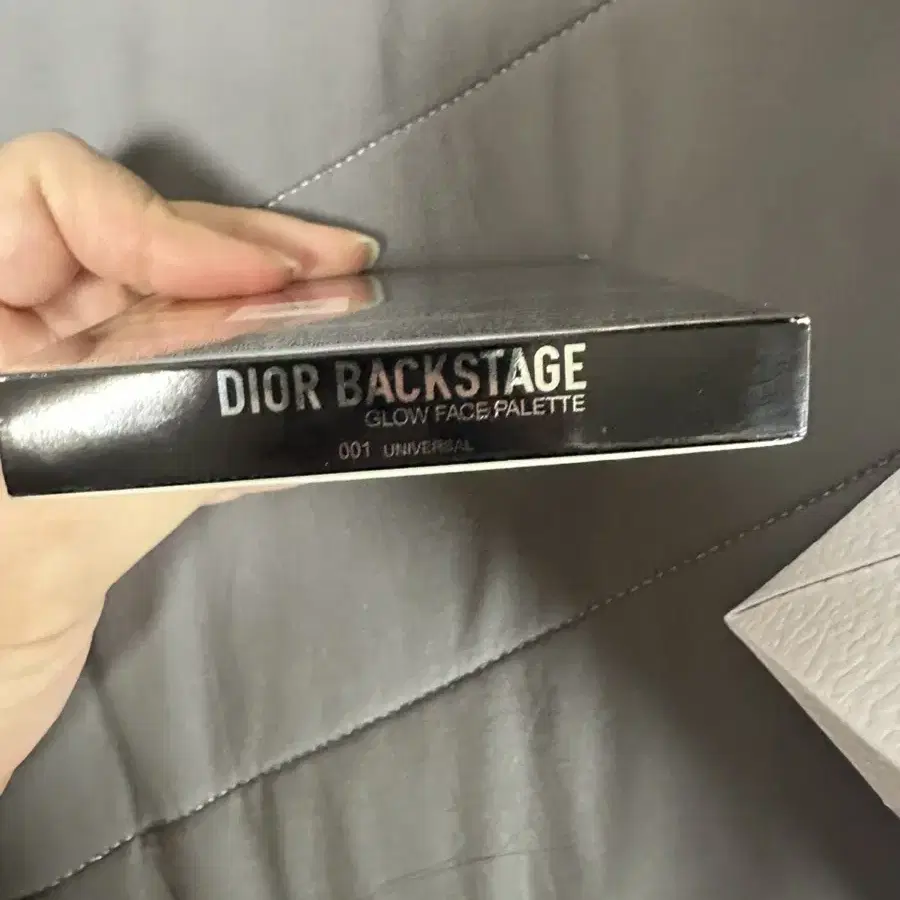 DIOR BACKSTAGE
GLOW FACE PALETTE
001 UNIVERSAL